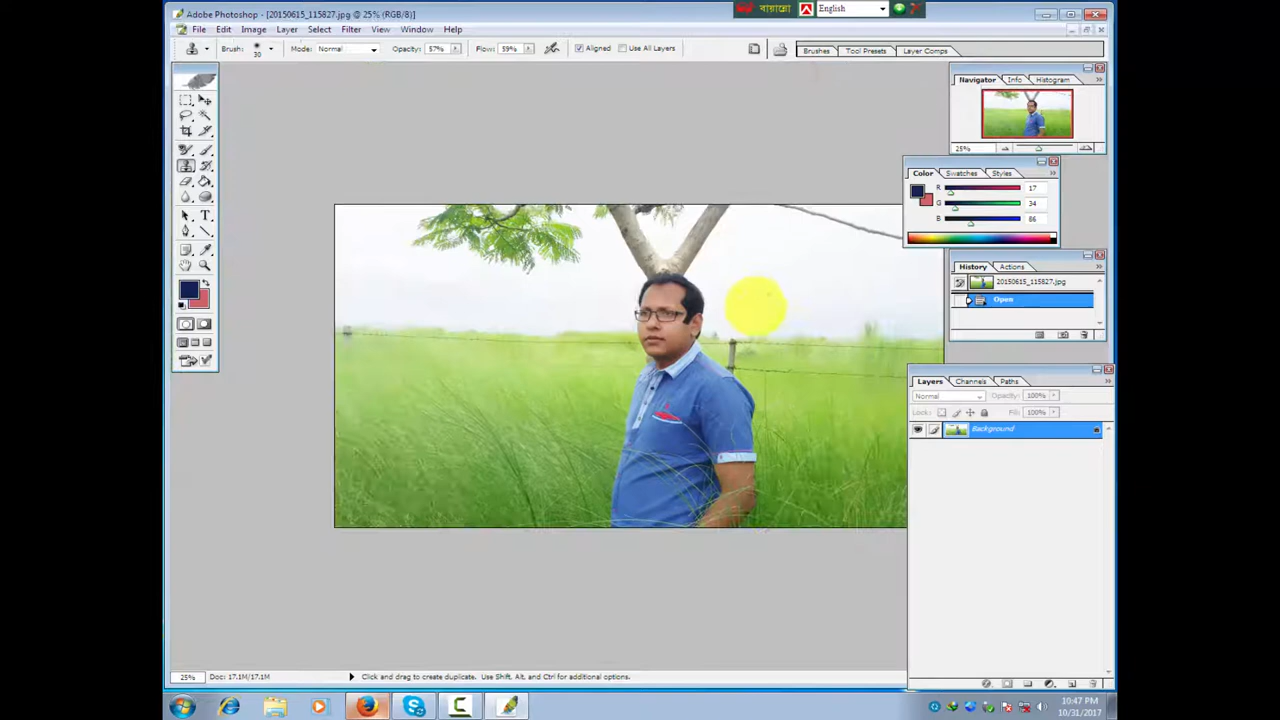 বায়ান্নো English
Adobe Photoshop - [20150615_115827.jpg @ 25% (RGB/8)]
File Edit Image Layer Select Filter View Window Help
Brush: 30 Mode: Normal Opacity: 57% Flow: 59% Aligned Use All Layers Brushes Tool Presets Layer Comps
Navigator Info Histogram
25%
Color Swatches Styles
R 17
G 34
B 86
History Actions
20150615_115827.jpg
Open
Layers Channels Paths
Normal Opacity: 100%
Lock: Fill: 100%
Background
25% Doc: 17.1M/17.1M Click and drag to create duplicate. Use Shift, Alt, and Ctrl for additional options.
10:47 PM
10/31/2017